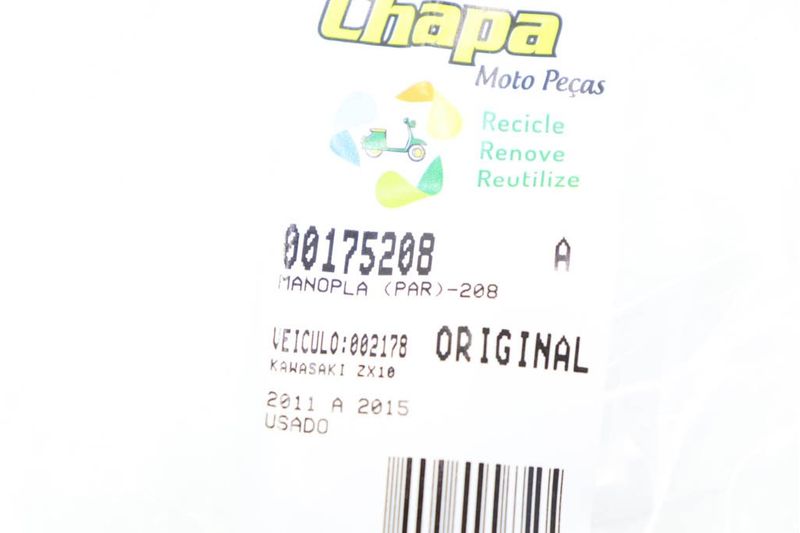 Chapa
Moto Peças
Recicle
Renove
Reutilize
00175208 A
MANOPLA (PAR)-208
VEICULO:002178 ORIGINAL
KAWASAKI ZX10
2011 A 2015
USADO